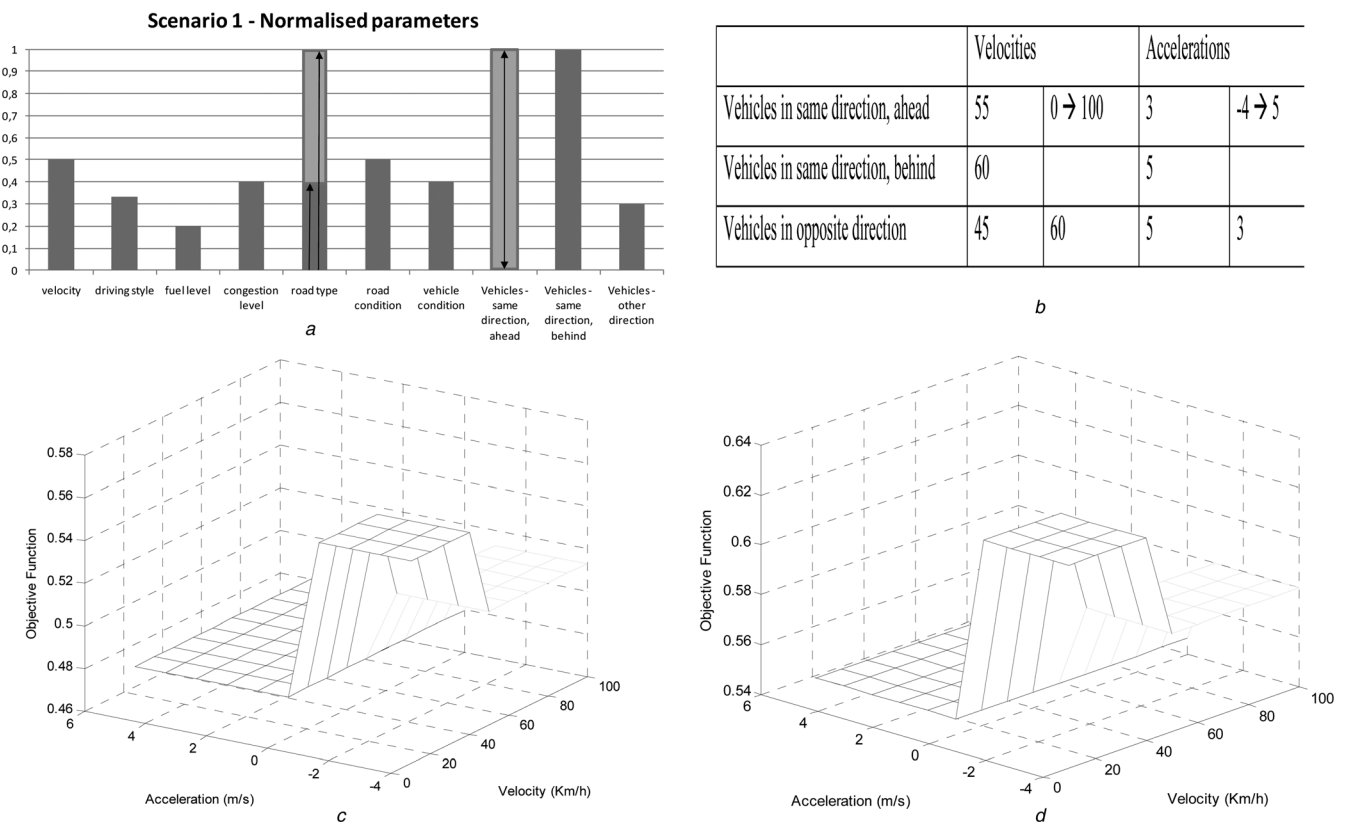 Scenario 1 - Normalised parameters
1
0,9
0,8
0,7
0,6
0,5
0,4
0,3
0,2
0,1
0
velocity
driving style
fuel level
congestion
level
road type
road
condition
vehicle
condition
Vehicles -
same
direction,
ahead
Vehicles -
same
direction,
behind
Vehicles -
other
direction
a
Velocities Accelerations
Vehicles in same direction, ahead 55 0 → 100 3 -4 → 5
Vehicles in same direction, behind 60 5
Vehicles in opposite direction 45 60 5 3
b
Objective Function
0.58
0.56
0.54
0.52
0.5
0.48
0.46
6
4
2
0
-2
-4
0
20
40
60
80
100
Acceleration (m/s)
Velocity (Km/h)
c
Objective Function
0.64
0.62
0.6
0.58
0.56
0.54
6
4
2
0
-2
-4
0
20
40
60
80
100
Acceleration (m/s)
Velocity (Km/h)
d